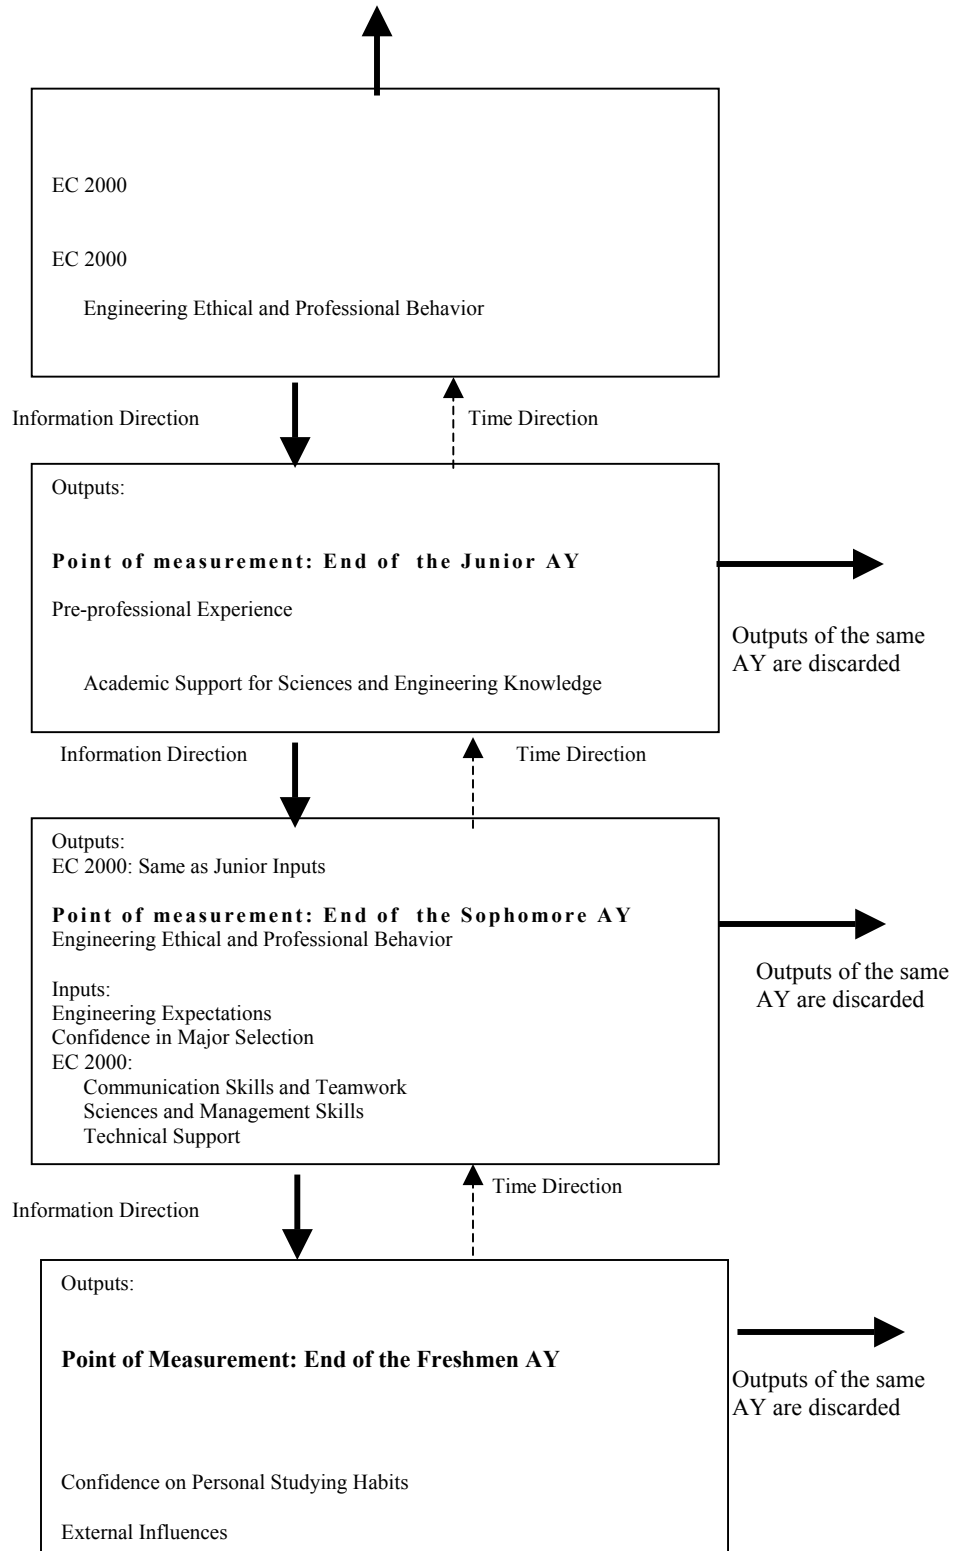 EC 2000
EC 2000
Engineering Ethical and Professional Behavior
Information Direction
Time Direction
Outputs:
Point of measurement: End of the Junior AY
Pre-professional Experience
Academic Support for Sciences and Engineering Knowledge
Outputs of the same
AY are discarded
Information Direction
Time Direction
Outputs:
EC 2000: Same as Junior Inputs
Point of measurement: End of the Sophomore AY
Engineering Ethical and Professional Behavior
Inputs:
Engineering Expectations
Confidence in Major Selection
EC 2000:
Communication Skills and Teamwork
Sciences and Management Skills
Technical Support
Outputs of the same
AY are discarded
Information Direction
Time Direction
Outputs:
Point of Measurement: End of the Freshmen AY
Confidence on Personal Studying Habits
External Influences
Outputs of the same
AY are discarded